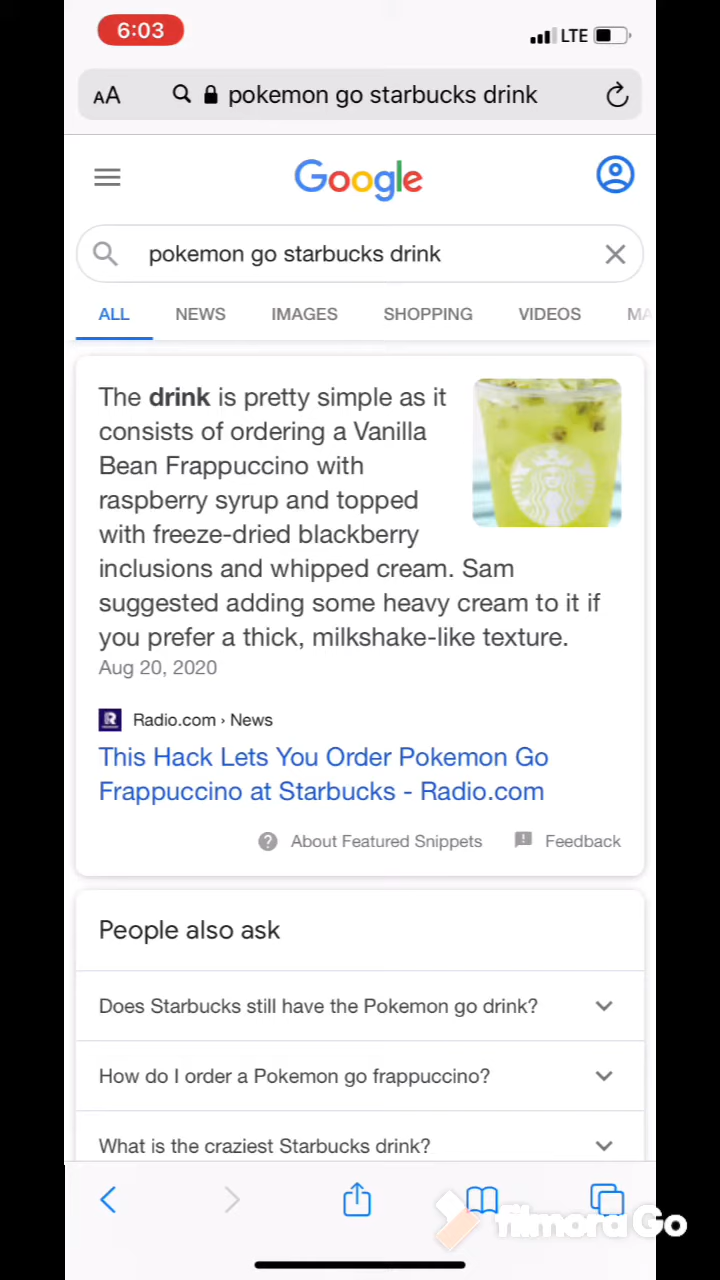 6:03
LTE
AA pokemon go starbucks drink
Google
pokemon go starbucks drink
ALL NEWS IMAGES SHOPPING VIDEOS MA
The drink is pretty simple as it
consists of ordering a Vanilla
Bean Frappuccino with
raspberry syrup and topped
with freeze-dried blackberry
inclusions and whipped cream. Sam
suggested adding some heavy cream to it if
you prefer a thick, milkshake-like texture.
Aug 20, 2020
R Radio.com › News
This Hack Lets You Order Pokemon Go
Frappuccino at Starbucks - Radio.com
About Featured Snippets Feedback
People also ask
Does Starbucks still have the Pokemon go drink?
How do I order a Pokemon go frappuccino?
What is the craziest Starbucks drink?
filmora Go